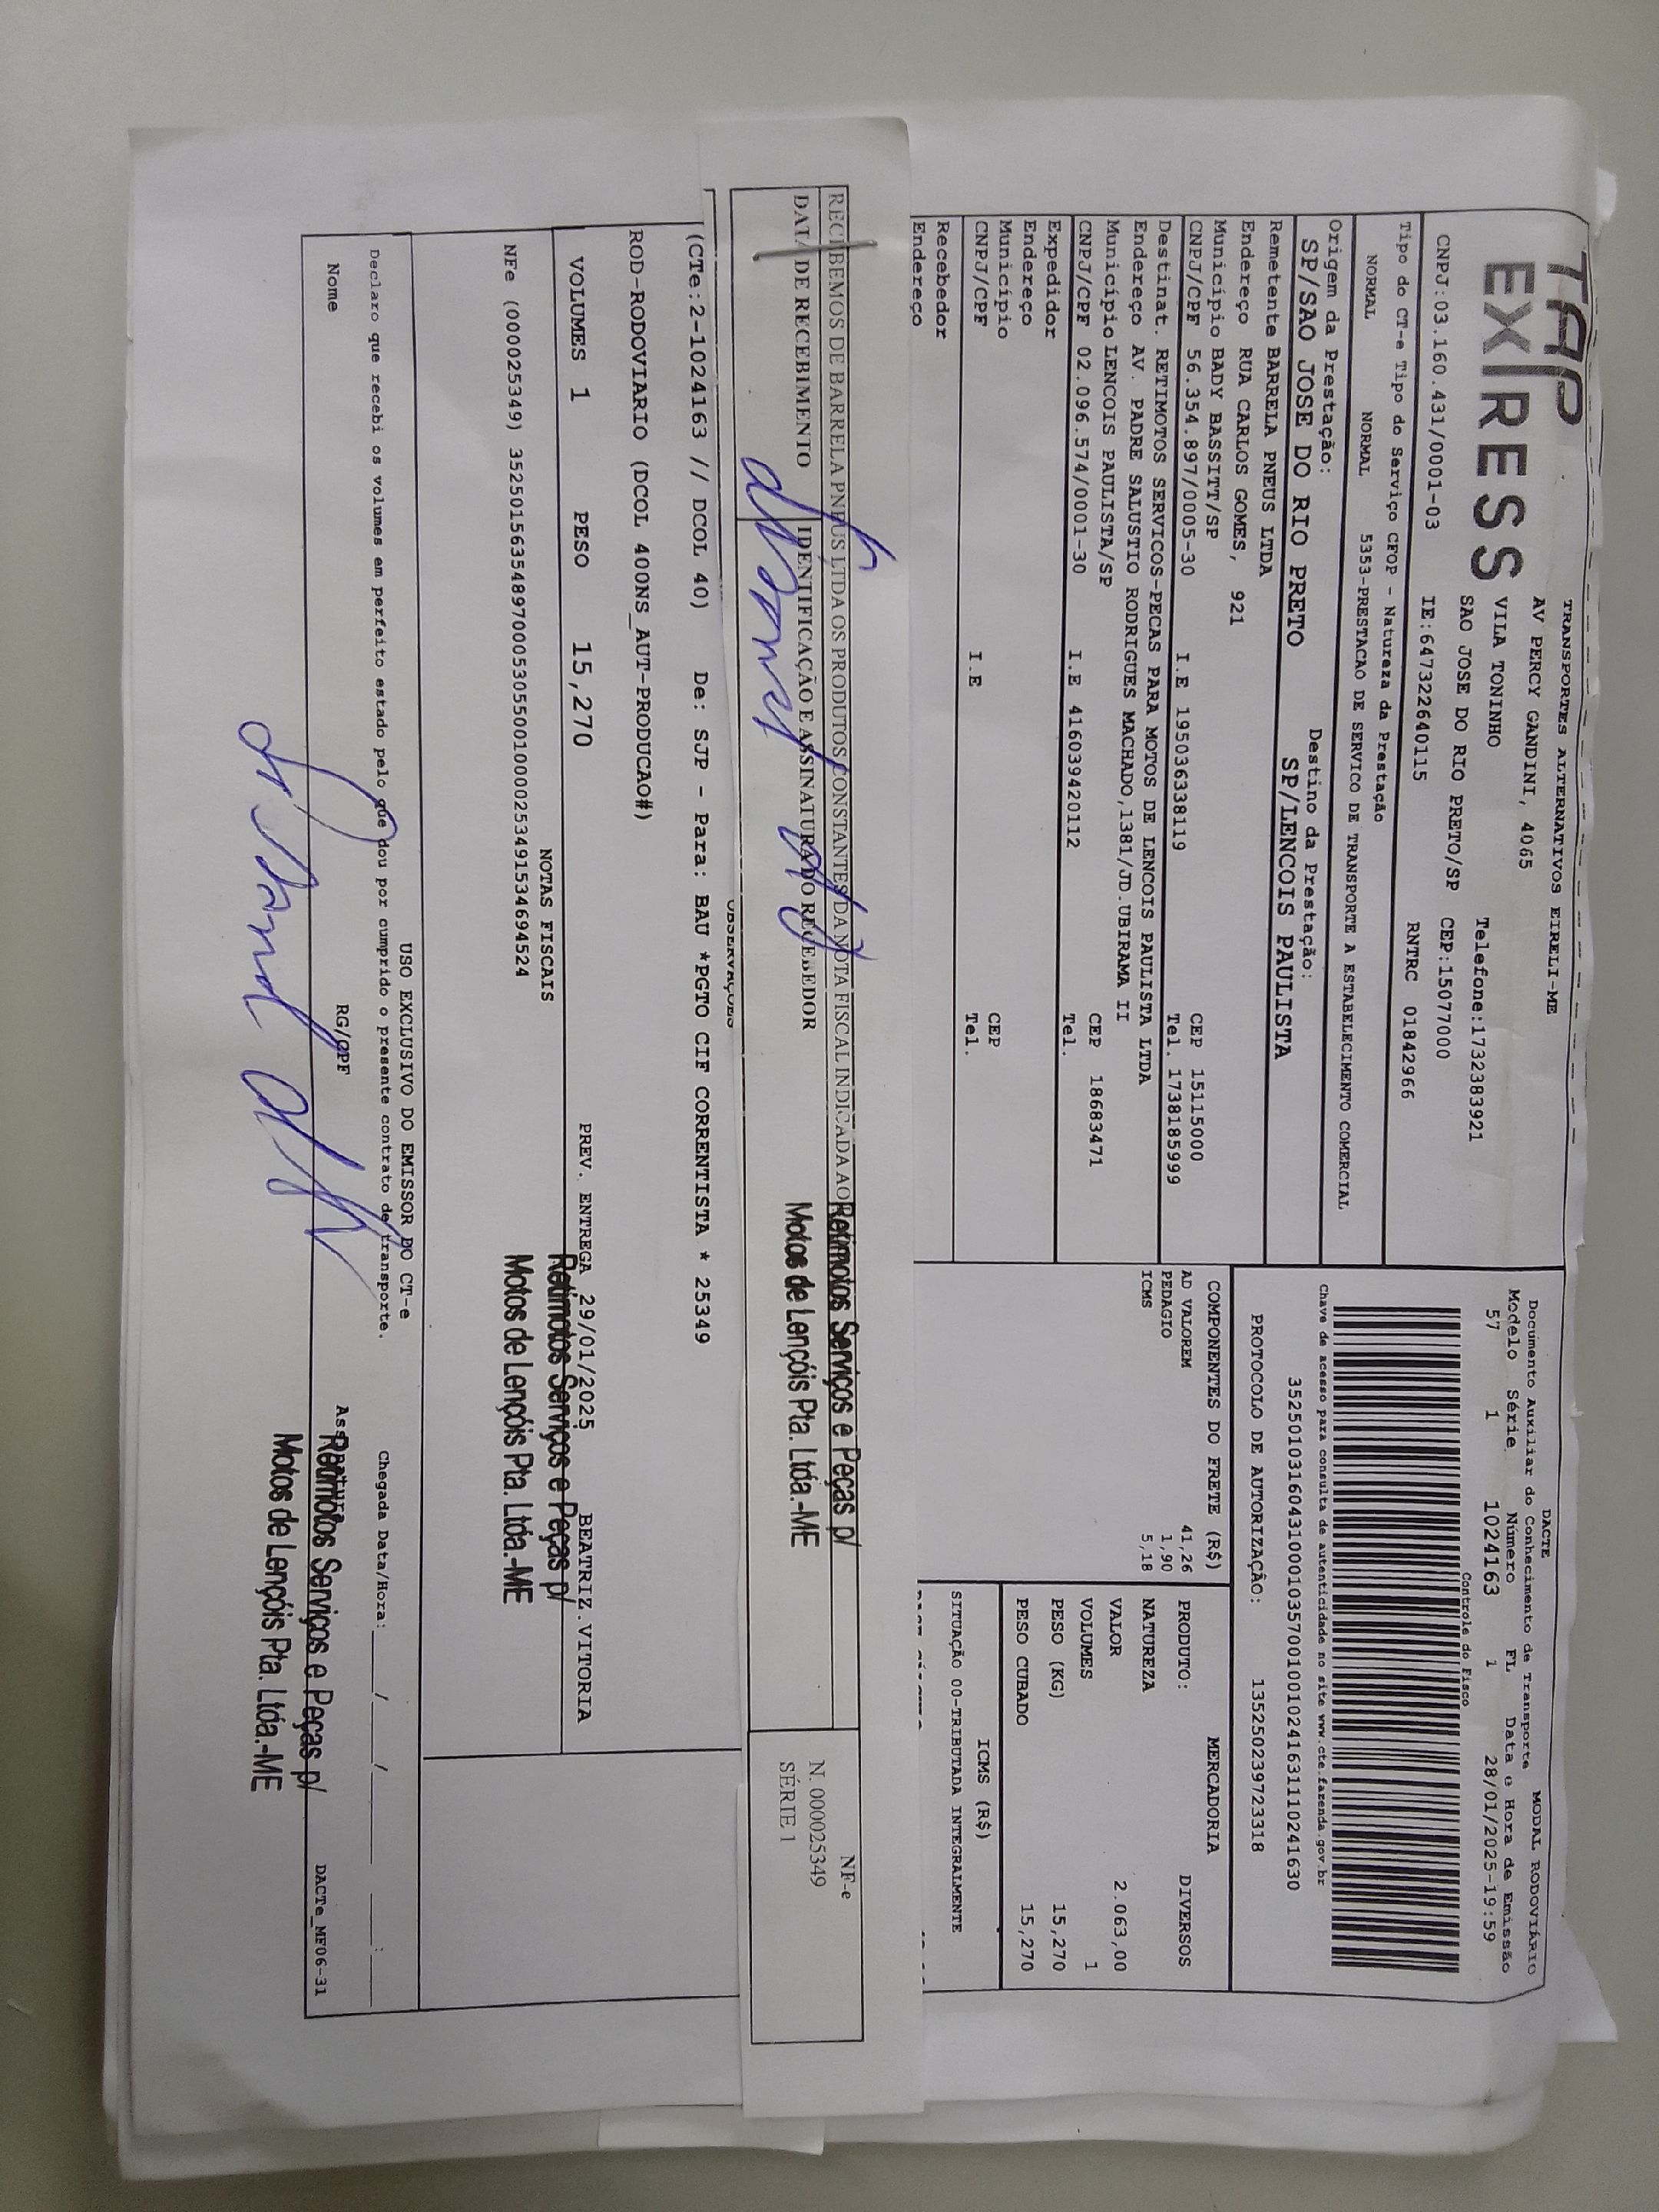 TAP
EXPRESS
TRANSPORTES ALTERNATIVOS EIRELI-ME
AV PERCY GANDINI, 4065
VILA TONINHO
Telefone:1732383921
SAO JOSE DO RIO PRETO/SP CEP:15077000
CNPJ:03.160.431/0001-03 IE:647322640115 RNTRC 01842966
Tipo do CT-e Tipo do Serviço CFOP - Natureza da Prestação
NORMAL NORMAL 5353-PRESTACAO DE SERVICO DE TRANSPORTE A ESTABELECIMENTO COMERCIAL
Origem da Prestação: Destino da Prestação:
SP/SAO JOSE DO RIO PRETO SP/LENCOIS PAULISTA
Remetente BARRELA PNEUS LTDA
Endereço RUA CARLOS GOMES, 921
Município BADY BASSITT/SP CEP 15115000
CNPJ/CPF 56.354.897/0005-30 I.E 195036338119 Tel. 1738185999
Destinat. RETIMOTOS SERVICOS-PECAS PARA MOTOS DE LENCOIS PAULISTA LTDA
Endereço AV. PADRE SALUSTIO RODRIGUES MACHADO,1381/JD.UBIRAMA II
Município LENCOIS PAULISTA/SP CEP 18683471
CNPJ/CPF 02.096.574/0001-30 I.E 416039420112 Tel.
Expedidor
Endereço
Município CEP
CNPJ/CPF I.E Tel.
Recebedor
Endereço
DACTE MODAL RODOVIÁRIO
Documento Auxiliar do Conhecimento de Transporte
Modelo Série Número FL Data e Hora de Emissão
57 1 1024163 1 28/01/2025-19:59
Controle do Fisco
Chave de acesso para consulta de autenticidade no site www.cte.fazenda.gov.br
35250103160431000103570010010241631110241630
PROTOCOLO DE AUTORIZAÇÃO: 135250239723318
COMPONENTES DO FRETE (R$)
AD VALOREM 41,26
PEDAGIO 1,90
ICMS 5,18
MERCADORIA
PRODUTO: DIVERSOS
NATUREZA
VALOR 2.063,00
VOLUMES 1
PESO (KG) 15,270
PESO CUBADO 15,270
ICMS (R$)
SITUAÇÃO 00-TRIBUTADA INTEGRALMENTE
RECEBEMOS DE BARRELA PNEUS LTDA OS PRODUTOS CONSTANTES DA NOTA FISCAL INDICADA AO
DATA DE RECEBIMENTO IDENTIFICAÇÃO E ASSINATURA DO RECEBEDOR
Retimotos Serviços e Peças p/
Motos de Lençóis Pta. Ltda.-ME
NF-e
N. 000025349
SÉRIE 1
OBSERVAÇÕES
(CTe:2-1024163 // DCOL 40) De: SJP - Para: BAU *PGTO CIF CORRENTISTA * 25349
ROD-RODOVIARIO (DCOL 400NS_AUT-PRODUCAO#)
VOLUMES 1 PESO 15,270 PREV. ENTREGA 29/01/2025 BEATRIZ.VITORIA
NOTAS FISCAIS
NFe (000025349) 35250156354897000530550010000253491534694524
Retimotos Serviços e Peças p/
Motos de Lençóis Pta. Ltda.-ME
USO EXCLUSIVO DO EMISSOR DO CT-e
Declaro que recebi os volumes em perfeito estado pelo que dou por cumprido o presente contrato de transporte. Chegada Data/Hora:____/____/____ ____:____
Nome RG/CPF Assinatura
Retimotos Serviços e Peças p/
Motos de Lençóis Pta. Ltda.-ME
DACTe_MF06-31